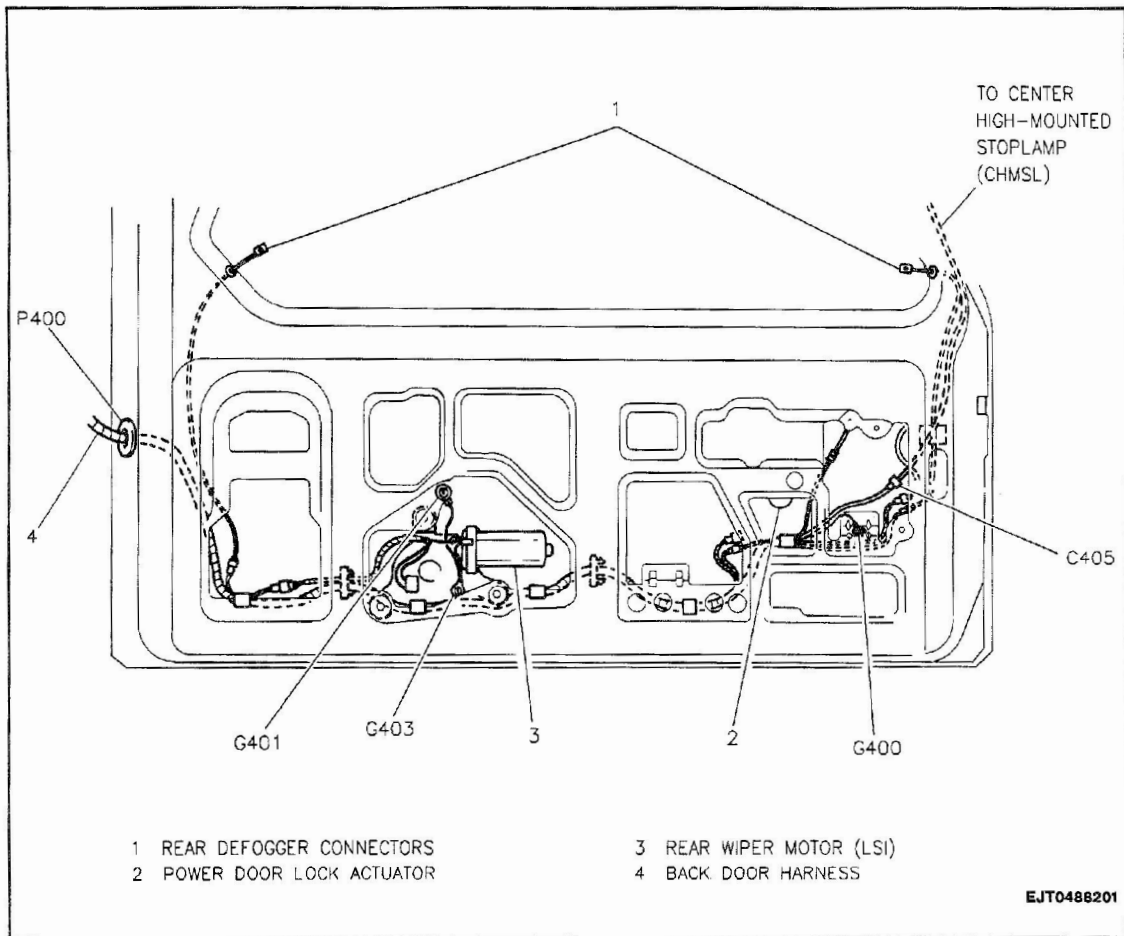 1
TO CENTER
HIGH-MOUNTED
STOPLAMP
(CHMSL)
P400
4
C405
G401
G403
3
2
G400
1 REAR DEFOGGER CONNECTORS
2 POWER DOOR LOCK ACTUATOR
3 REAR WIPER MOTOR (LSI)
4 BACK DOOR HARNESS
EJT0488201